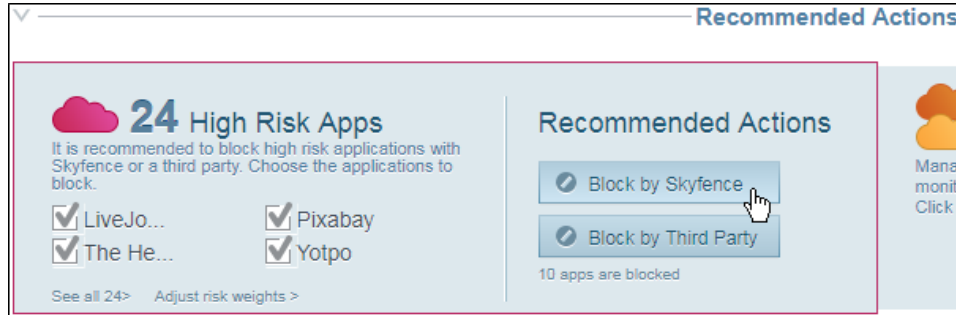 Recommended Actions
24 High Risk Apps
It is recommended to block high risk applications with
Skyfence or a third party. Choose the applications to
block.
LiveJo... Pixabay
The He... Yotpo
See all 24> Adjust risk weights >
Recommended Actions
Block by Skyfence
Block by Third Party
10 apps are blocked
Mana
monit
Click